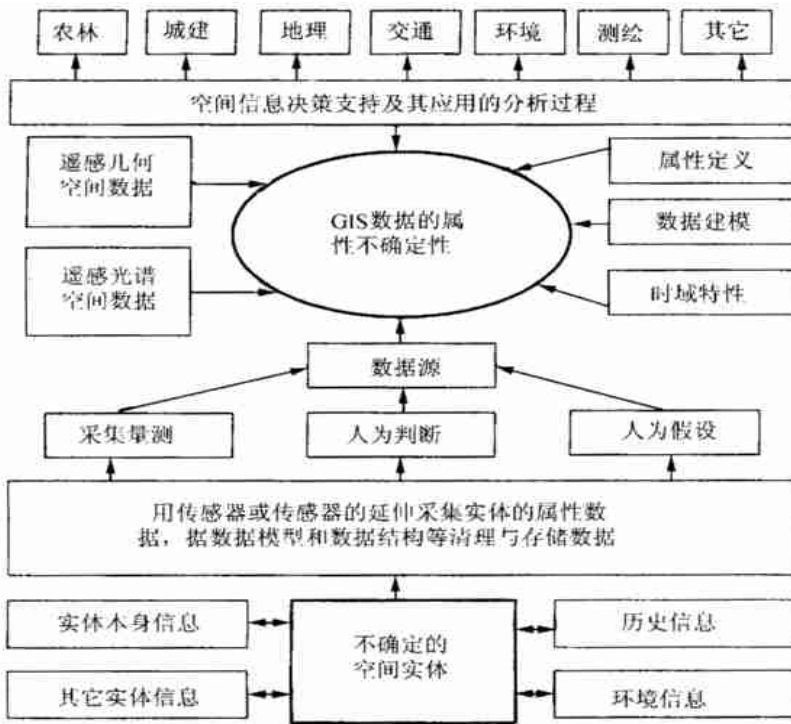 农林
城建
地理
交通
环境
测绘
其它
空间信息决策支持及其应用的分析过程
遥感几何
空间数据
属性定义
GIS数据的属
性不确定性
数据建模
遥感光谱
空间数据
时域特性
数据源
采集量测
人为判断
人为假设
用传感器或传感器的延伸采集实体的属性数
据，据数据模型和数据结构等清理与存储数据
实体本身信息
不确定的
空间实体
历史信息
其它实体信息
环境信息